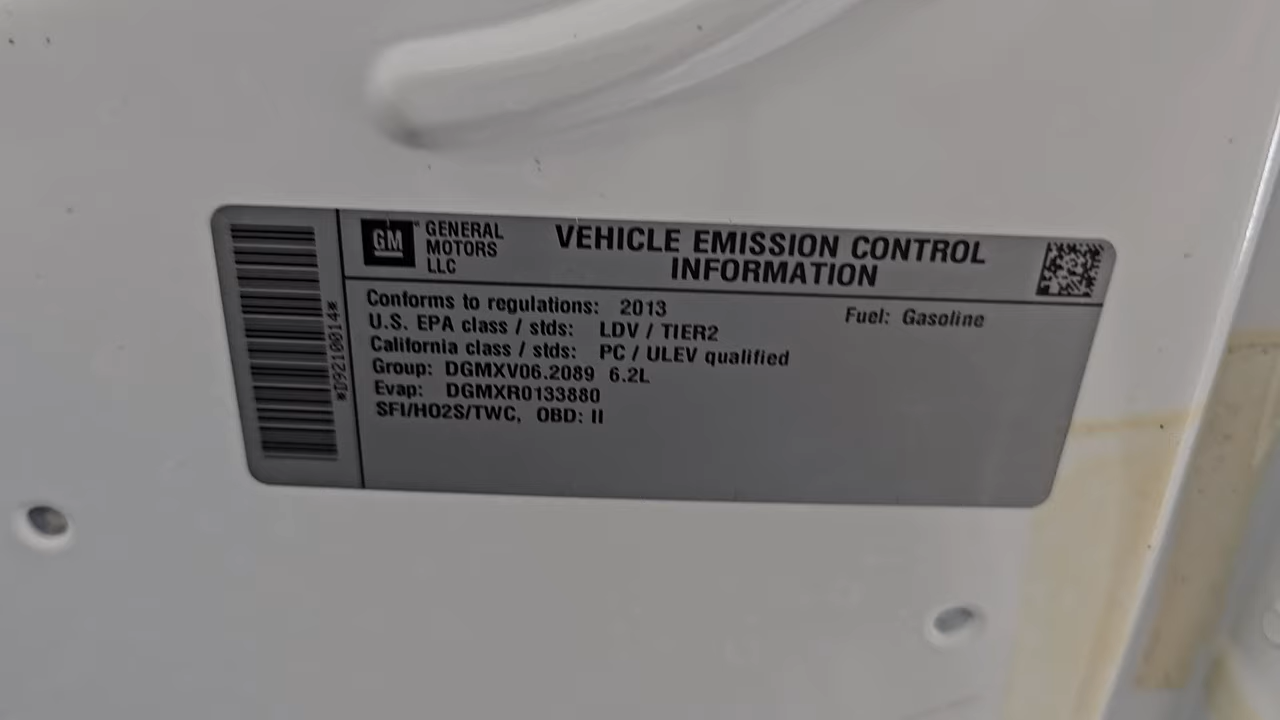 *D9210014*
GM
GENERAL
MOTORS
LLC
VEHICLE EMISSION CONTROL
INFORMATION
Conforms to regulations: 2013
Fuel: Gasoline
U.S. EPA class / stds: LDV / TIER2
California class / stds: PC / ULEV qualified
Group: DGMXV06.2089 6.2L
Evap: DGMXR0133880
SFI/HO2S/TWC, OBD: II